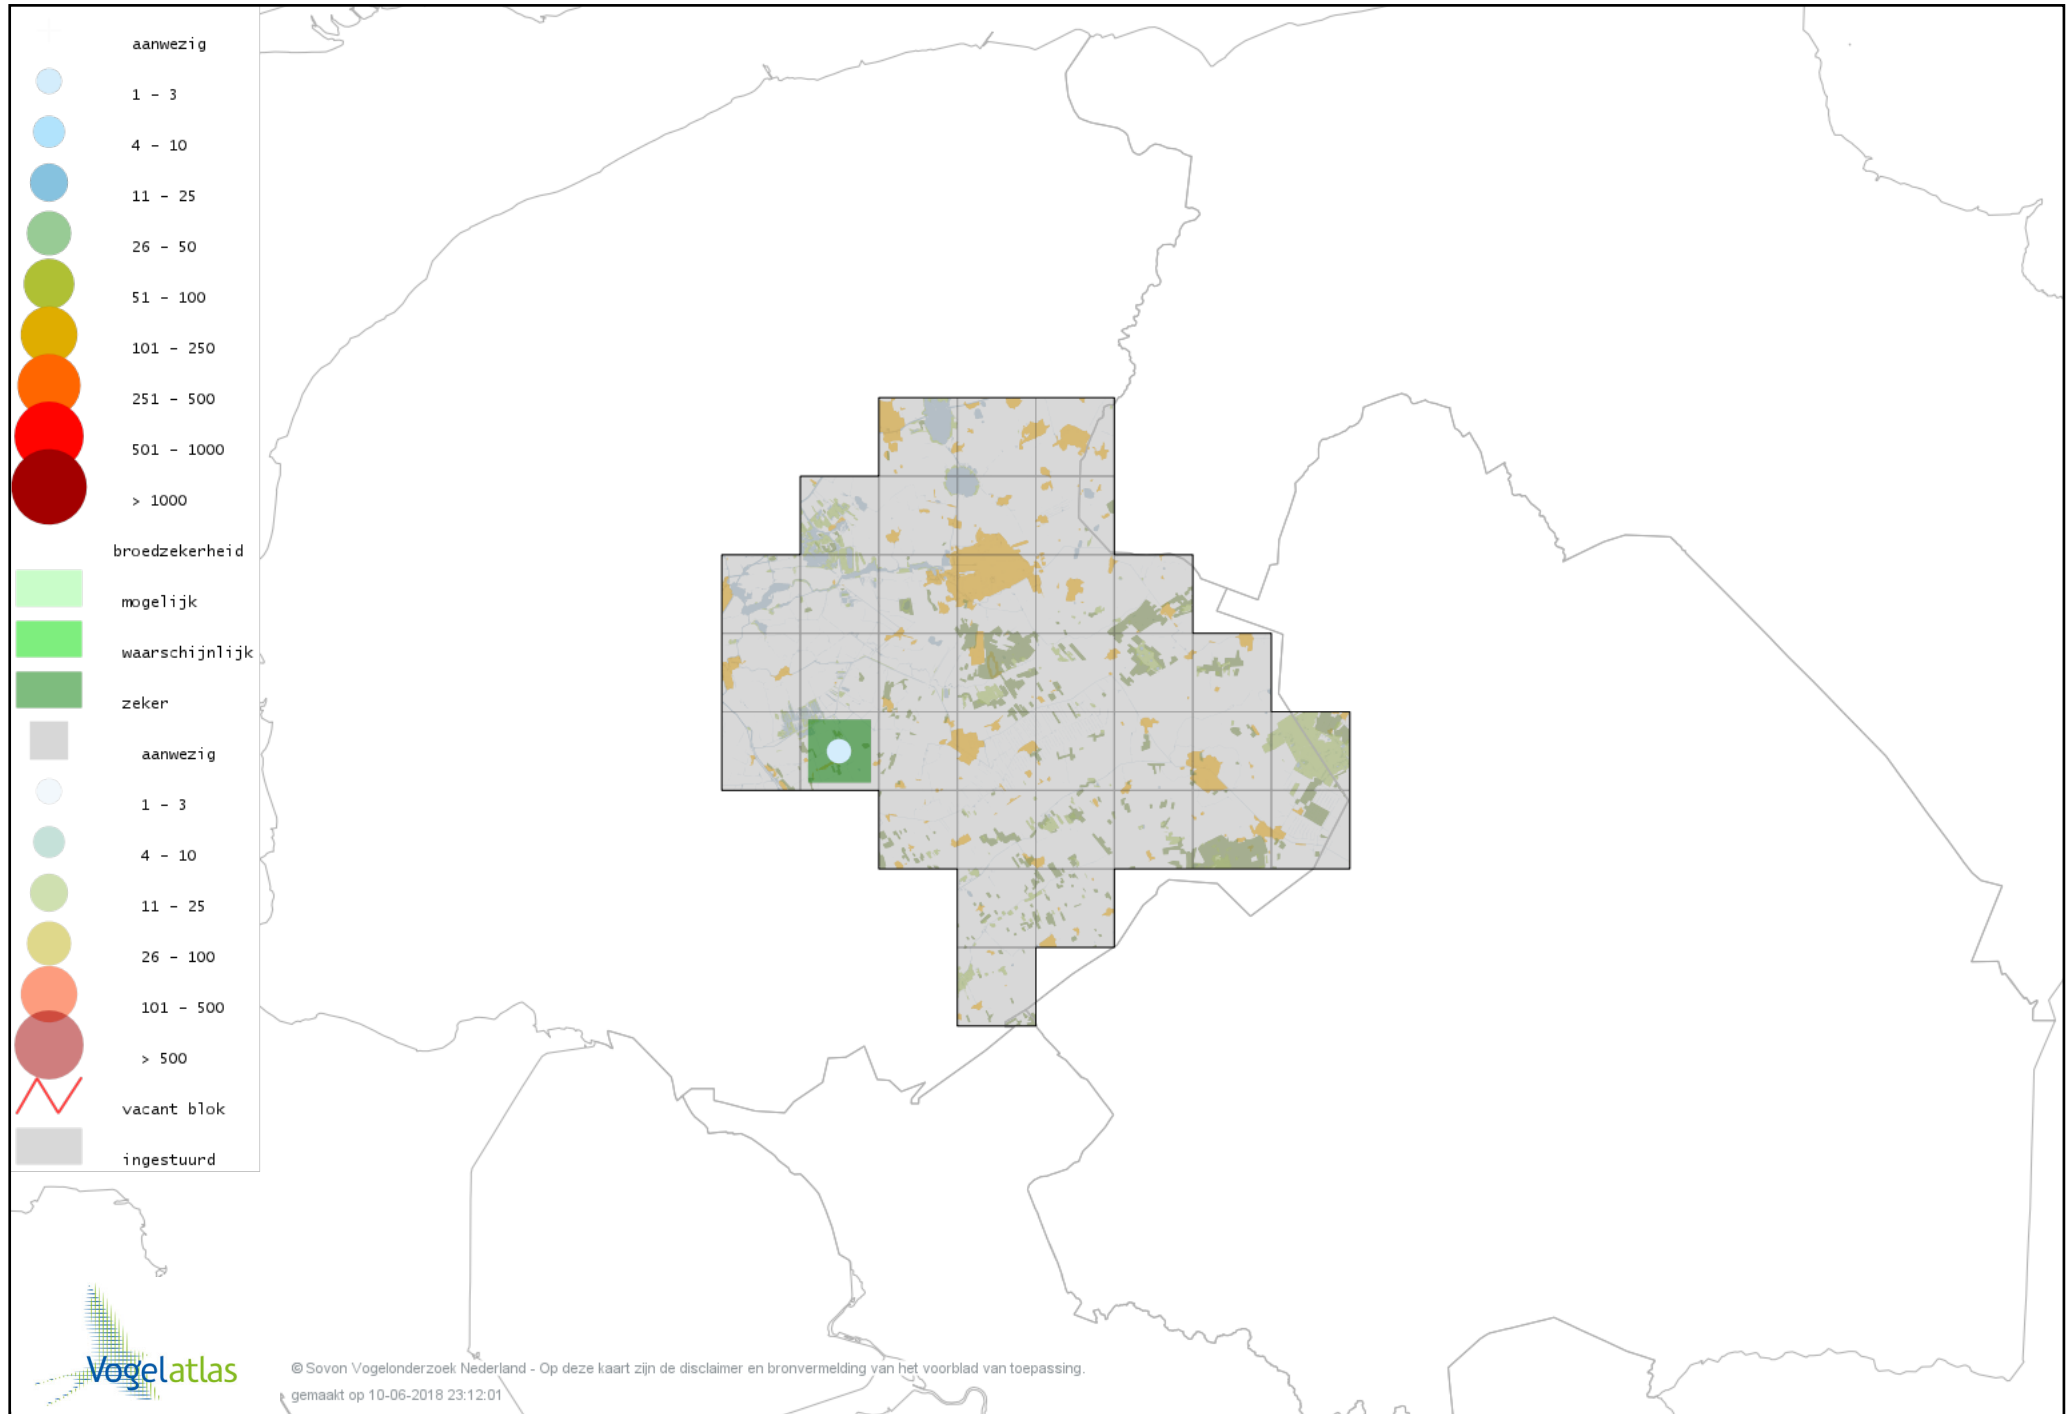 aanwezig
1 - 3
4 - 10
11 - 25
26 - 50
51 - 100
101 - 250
251 - 500
501 - 1000
> 1000
broedzekerheid
mogelijk
waarschijnlijk
zeker
aanwezig
1 - 3
4 - 10
11 - 25
26 - 100
101 - 500
> 500
vacant blok
ingestuurd
Vogelatlas
© Sovon Vogelonderzoek Nederland - Op deze kaart zijn de disclaimer en bronvermelding van het voorblad van toepassing.
gemaakt op 10-06-2018 23:12:01